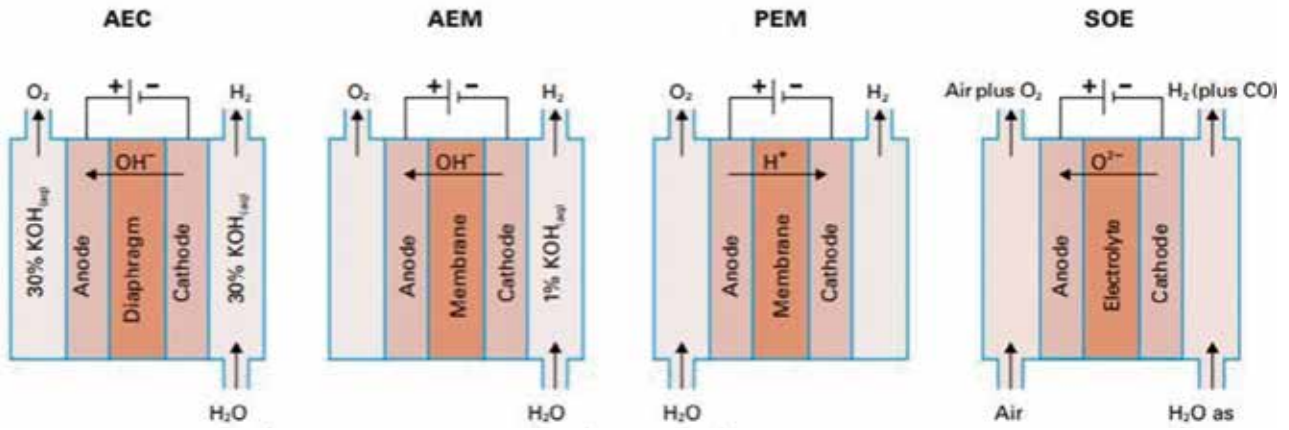 AEC
AEM
PEM
SOE
O₂
+ −
H₂
OH⁻
30% KOH(aq)
Anode
Diaphragm
Cathode
30% KOH(aq)
H₂O
O₂
+ −
H₂
OH⁻
Anode
Membrane
Cathode
1% KOH(aq)
H₂O
O₂
+ −
H₂
H⁺
Anode
Membrane
Cathode
H₂O
Air plus O₂
+ −
H₂ (plus CO)
O²⁻
Anode
Electrolyte
Cathode
Air
H₂O as